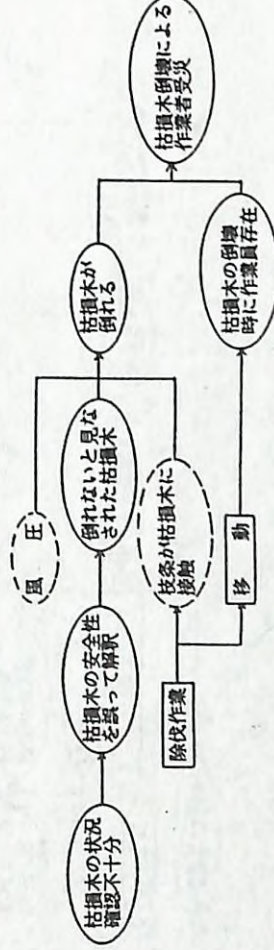 枯損木の状況
確認不十分
枯損木の安全性
を誤って解釈
風　圧
倒れないと見な
された枯損木
枝条が枯損木に
接触
除伐作業
移　動
枯損木が
倒れる
枯損木の倒壊
時に作業員存在
枯損木倒壊による
作業者受災